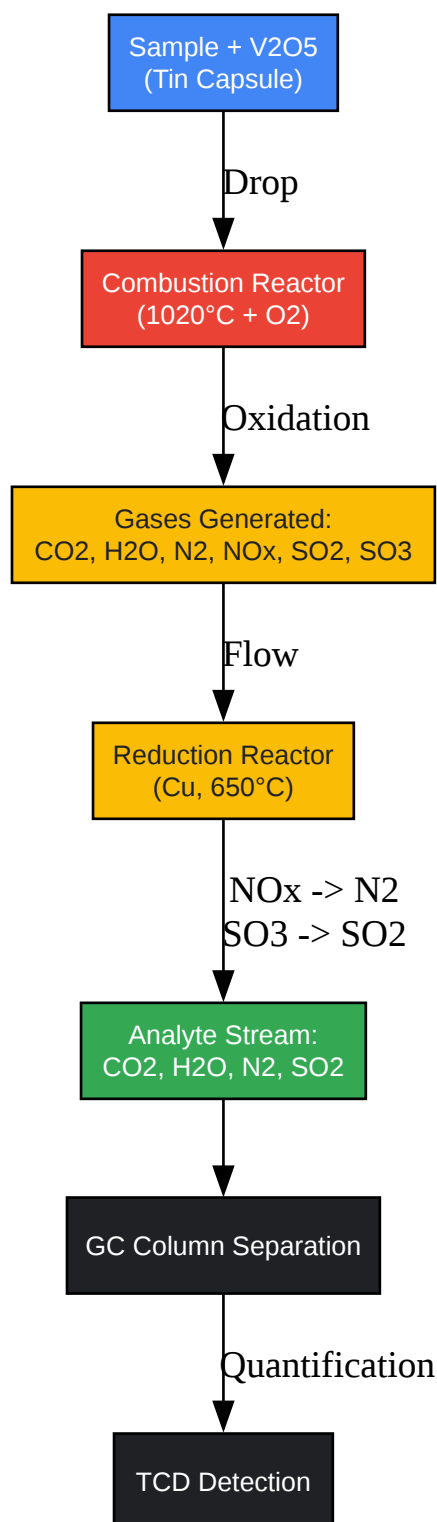 Sample + V2O5
(Tin Capsule)
Drop
Combustion Reactor
(1020°C + O2)
Oxidation
Gases Generated:
CO2, H2O, N2, NOx, SO2, SO3
Flow
Reduction Reactor
(Cu, 650°C)
NOx -> N2
SO3 -> SO2
Analyte Stream:
CO2, H2O, N2, SO2
GC Column Separation
Quantification
TCD Detection